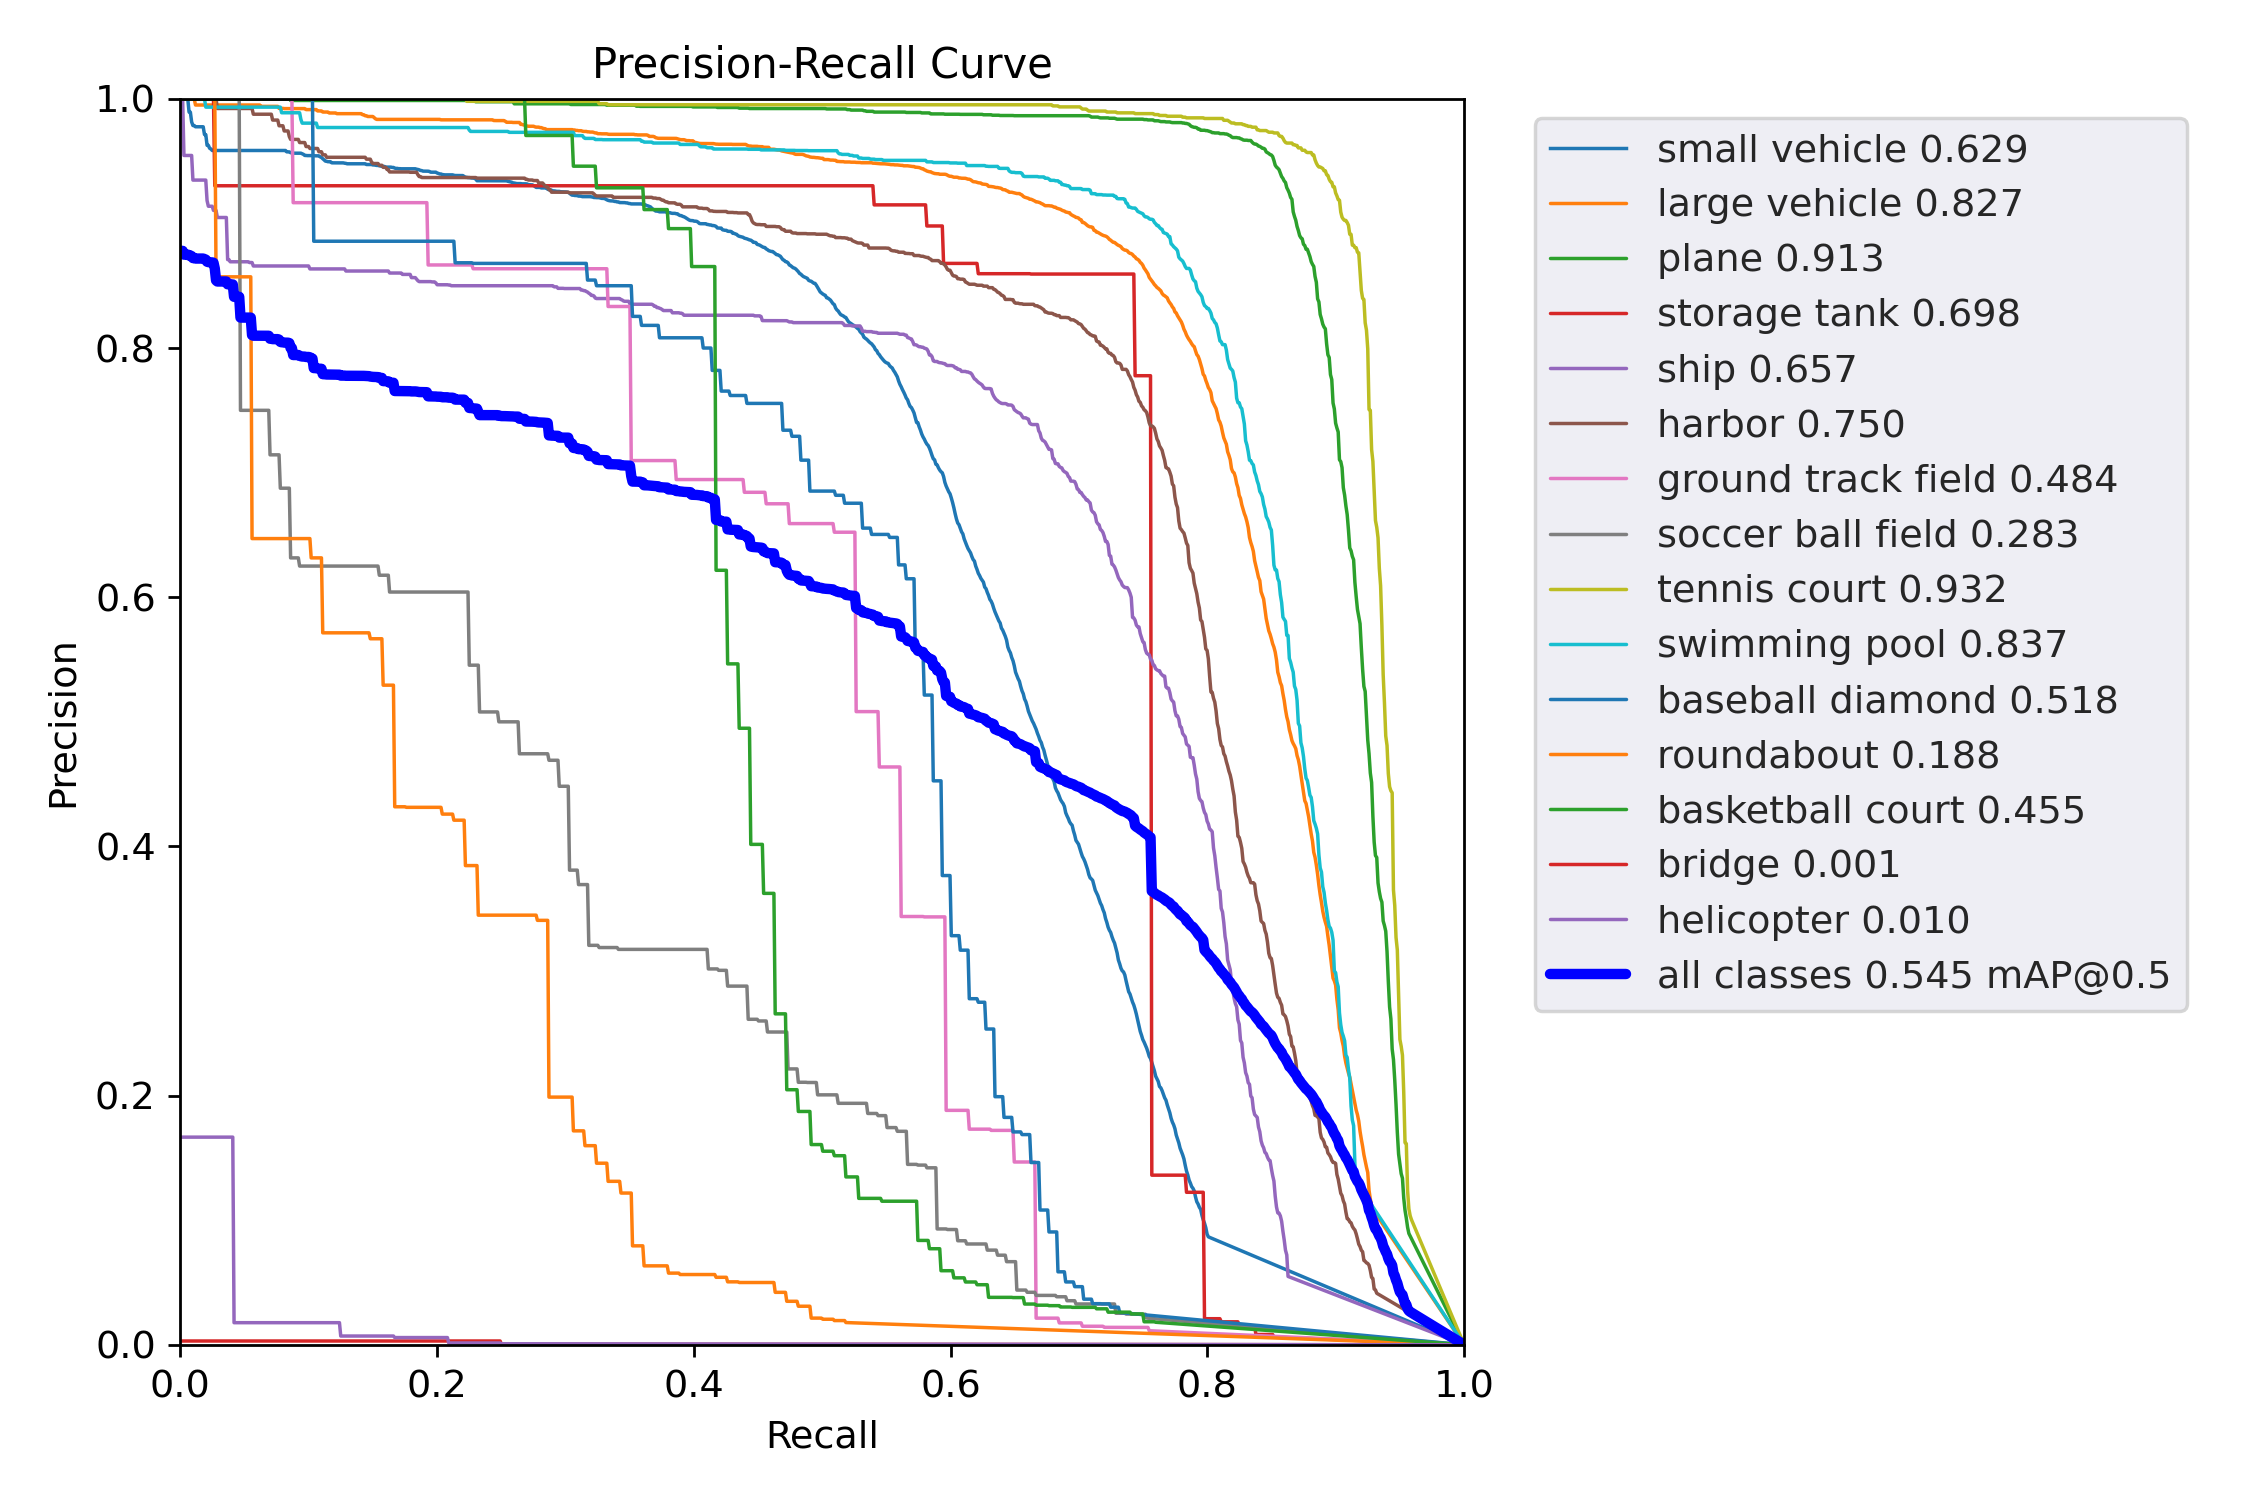 Precision-Recall Curve
1.0
0.8
0.6
0.4
0.2
0.0
Precision
0.0 0.2 0.4 0.6 0.8 1.0
Recall
small vehicle 0.629
large vehicle 0.827
plane 0.913
storage tank 0.698
ship 0.657
harbor 0.750
ground track field 0.484
soccer ball field 0.283
tennis court 0.932
swimming pool 0.837
baseball diamond 0.518
roundabout 0.188
basketball court 0.455
bridge 0.001
helicopter 0.010
all classes 0.545 mAP@0.5